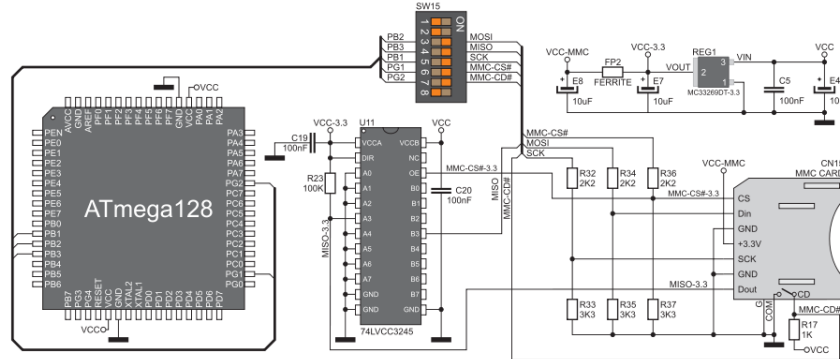 SW15
ON
1
2
3
4
5
6
7
8
PB2
PB3
PB1
PG1
PG2
MOSI
MISO
SCK
MMC-CS#
MMC-CD#
VCC-MMC
FP2
FERRITE
E8
10uF
VCC-3.3
E7
10uF
VOUT
REG1
3
2
1
MC33269DT-3.3
VIN
C5
100nF
VCC
E4
10uF
VCC
AVCC
GND
AREF
PF0
PF1
PF2
PF3
PF4
PF5
PF6
PF7
GND
VCC
PA0
PA1
PA2
PEN
PE0
PE1
PE2
PE3
PE4
PE5
PE6
PE7
PB0
PB1
PB2
PB3
PB4
PB5
PB6
ATmega128
PA3
PA4
PA5
PA6
PA7
PG2
PC7
PC6
PC5
PC4
PC3
PC2
PC1
PC0
PG1
PG0
PB7
PG3
PG4
RESET
VCC
GND
XTAL2
XTAL1
PD0
PD1
PD2
PD3
PD4
PD5
PD6
PD7
VCC
C19
100nF
VCC-3.3
R23
100K
MISO-3.3
U11
VCCA
DIR
A0
A1
A2
A3
A4
A5
A6
A7
GND
GND
VCCB
NC
OE
B0
B1
B2
B3
B4
B5
B6
B7
GND
74LVCC3245
VCC
C20
100nF
MMC-CS#-3.3
MISO
MMC-CD#
MMC-CS#
MOSI
SCK
R32
2K2
R34
2K2
R36
2K2
R33
3K3
R35
3K3
R37
3K3
VCC-MMC
MMC-CS#-3.3
MISO-3.3
CN15
MMC CARD
CS
Din
GND
+3.3V
SCK
GND
Dout
G
COM
CD
MMC-CD#
R17
1K
VCC